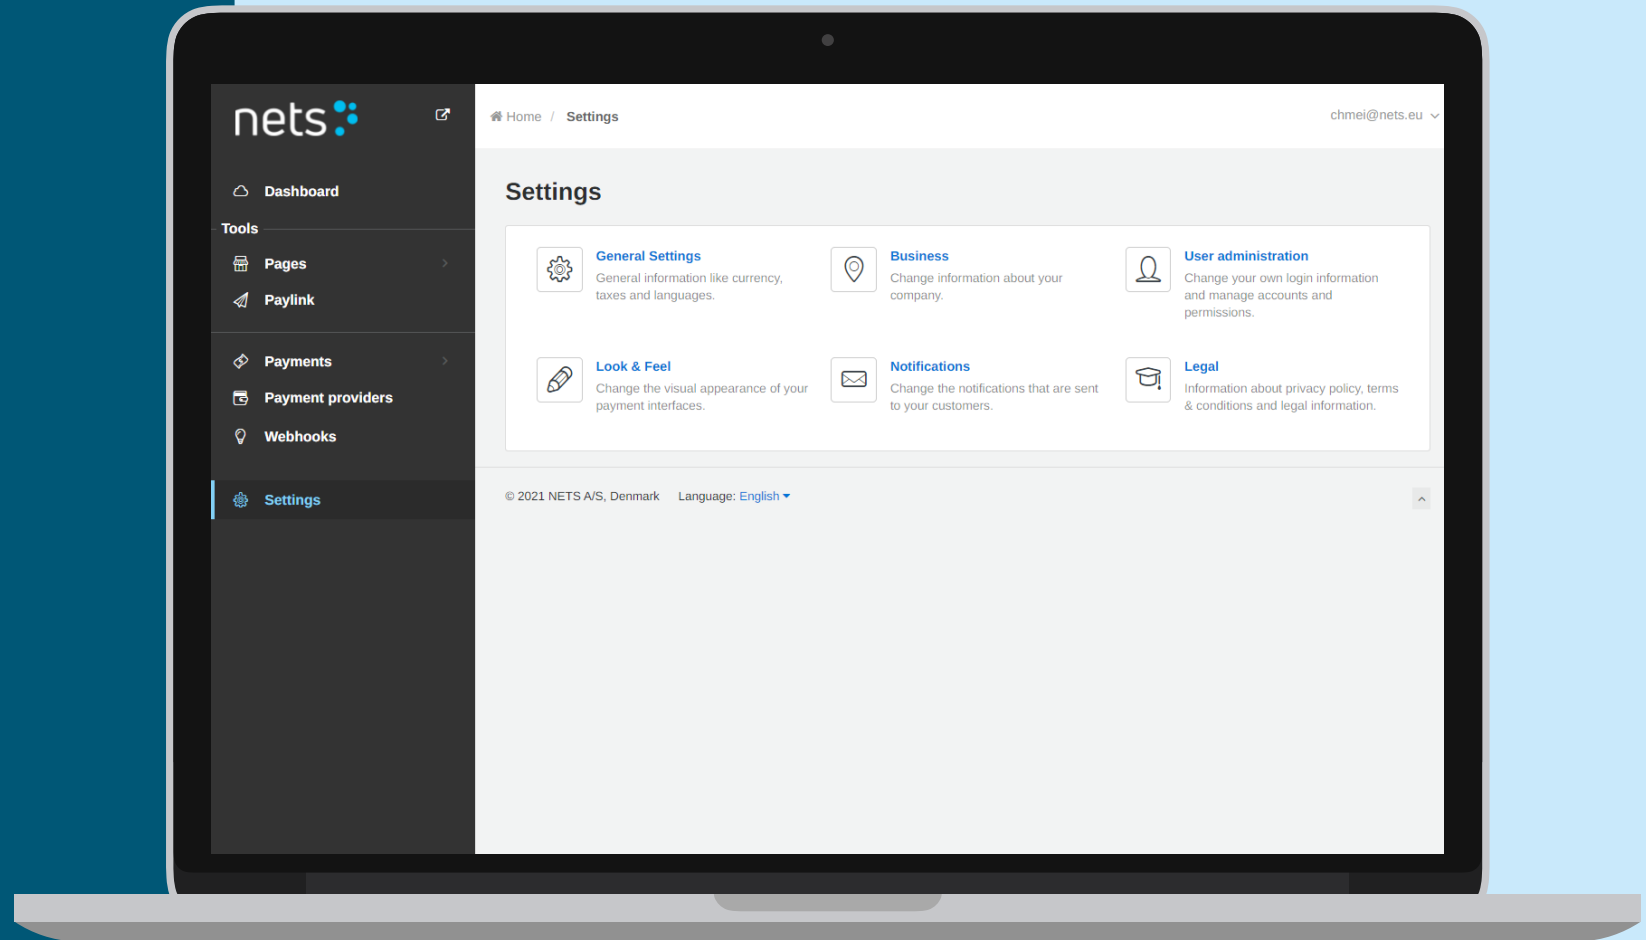 nets
Dashboard
Tools
Pages
Paylink
Payments
Payment providers
Webhooks
Settings
Home / Settings
chmei@nets.eu
Settings
General Settings
General information like currency,
taxes and languages.
Business
Change information about your
company.
User administration
Change your own login information
and manage accounts and
permissions.
Look & Feel
Change the visual appearance of your
payment interfaces.
Notifications
Change the notifications that are sent
to your customers.
Legal
Information about privacy policy, terms
& conditions and legal information.
© 2021 NETS A/S, Denmark Language: English